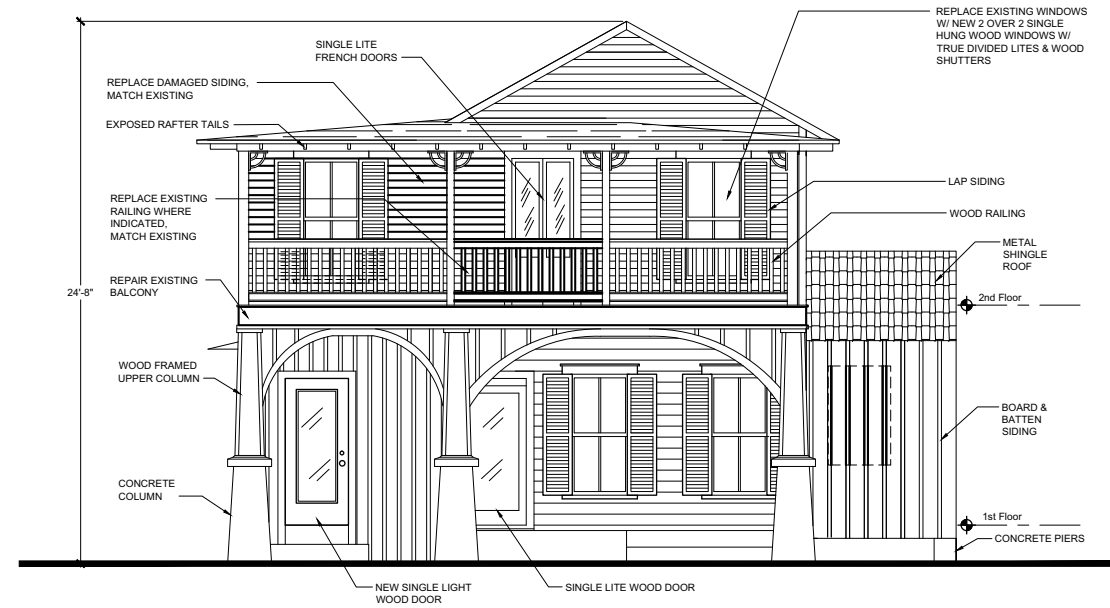 REPLACE EXISTING WINDOWS
W/ NEW 2 OVER 2 SINGLE
HUNG WOOD WINDOWS W/
TRUE DIVIDED LITES & WOOD
SHUTTERS
SINGLE LITE
FRENCH DOORS
REPLACE DAMAGED SIDING,
MATCH EXISTING
EXPOSED RAFTER TAILS
REPLACE EXISTING
RAILING WHERE
INDICATED,
MATCH EXISTING
LAP SIDING
WOOD RAILING
METAL
SHINGLE
ROOF
REPAIR EXISTING
BALCONY
24'-8"
2nd Floor
WOOD FRAMED
UPPER COLUMN
BOARD &
BATTEN
SIDING
CONCRETE
COLUMN
1st Floor
CONCRETE PIERS
NEW SINGLE LIGHT
WOOD DOOR
SINGLE LITE WOOD DOOR